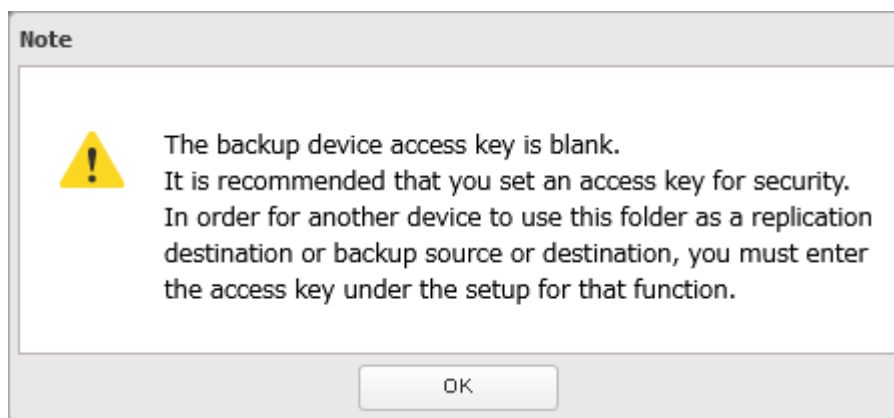 Note
The backup device access key is blank.
It is recommended that you set an access key for security.
In order for another device to use this folder as a replication
destination or backup source or destination, you must enter
the access key under the setup for that function.
OK